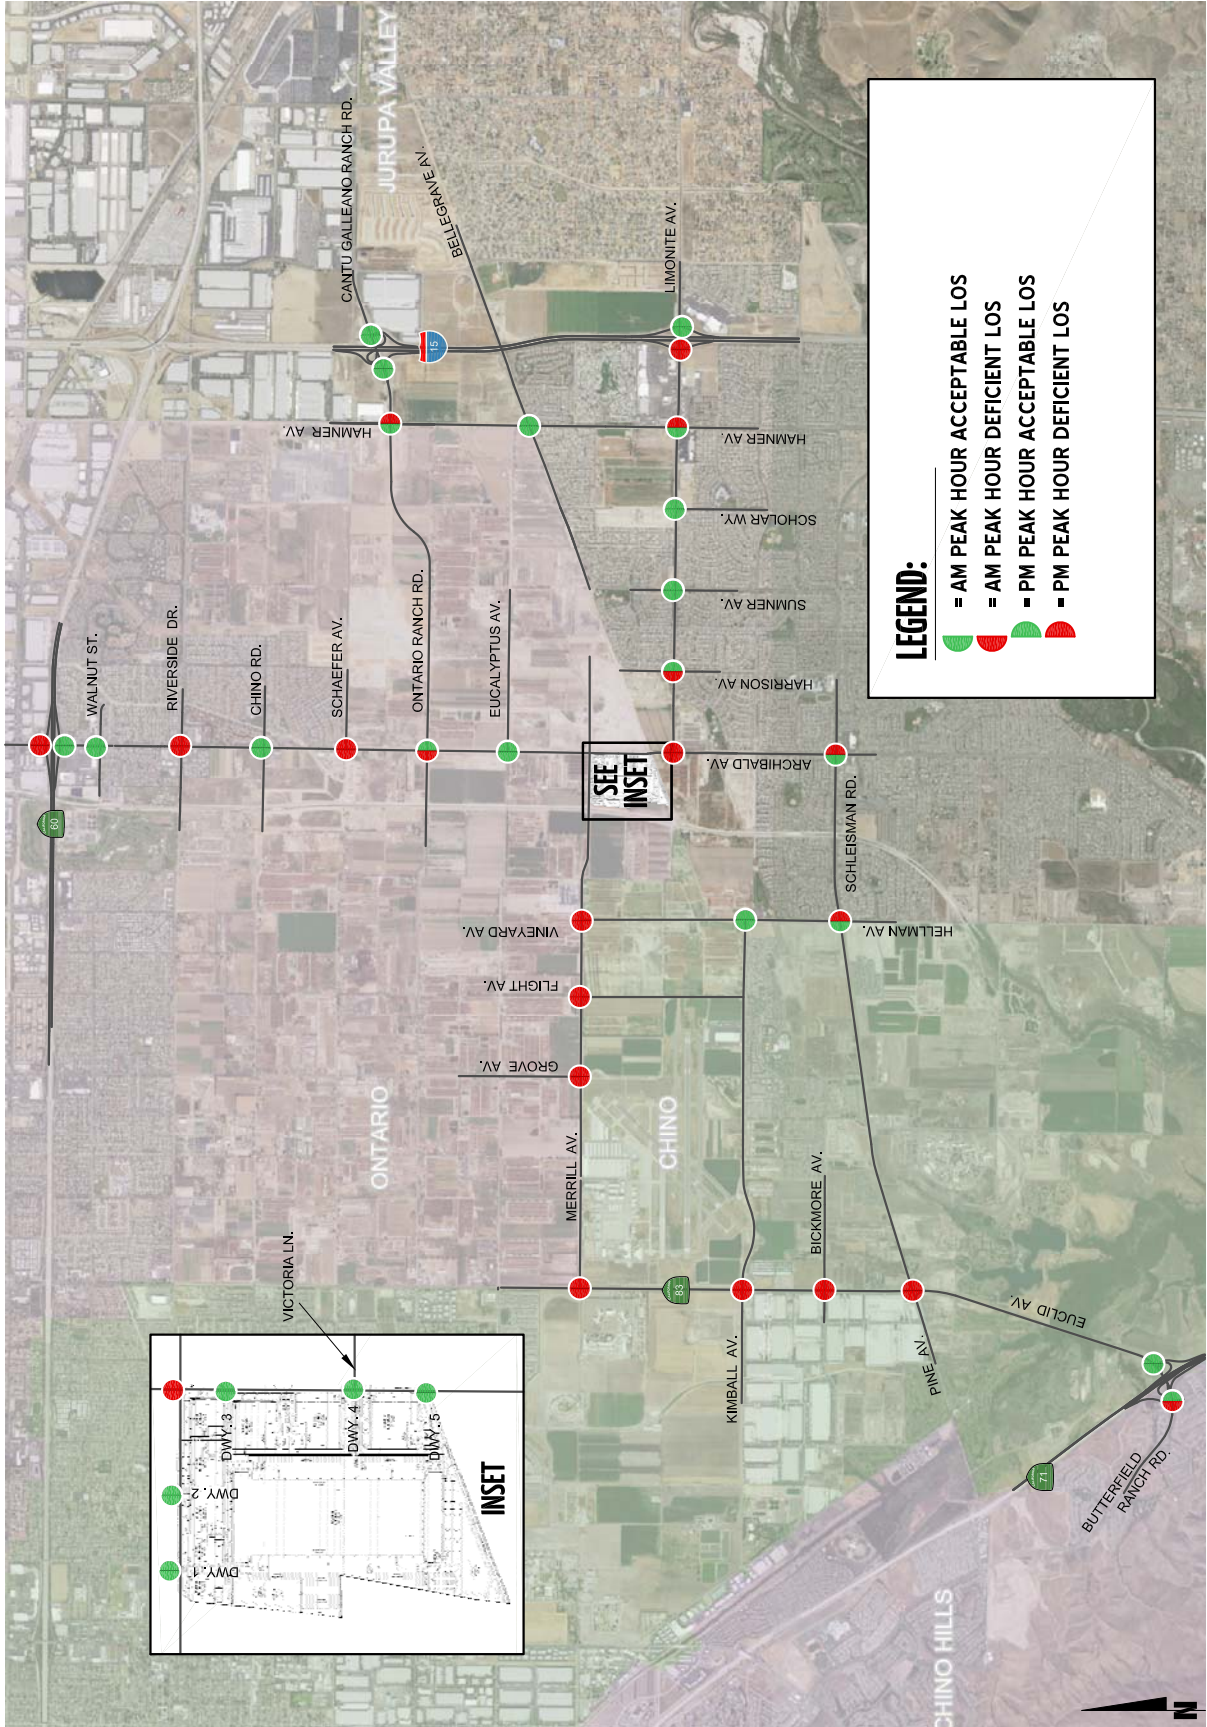 JURUPA VALLEY
CANTU GALLEANO RANCH RD.
BELLEGRAVE AV.
LIMONITE AV.
15
HAMNER AV.
HAMNER AV.
SCHOLAR WY.
SUMNER AV.
HARRISON AV.
ARCHIBALD AV.
WALNUT ST.
RIVERSIDE DR.
CHINO RD.
SCHAEFER AV.
ONTARIO RANCH RD.
EUCALYPTUS AV.
60
SEE
INSET
SCHLEISMAN RD.
HELLMAN AV.
VINEYARD AV.
FLIGHT AV.
GROVE AV.
MERRILL AV.
ONTARIO
CHINO
BICKMORE AV.
83
KIMBALL AV.
PINE AV.
EUCLID AV.
71
BUTTERFIELD
RANCH RD.
CHINO HILLS
VICTORIA LN.
DWY. 1
DWY. 2
DWY. 3
DWY. 4
DWY. 5
INSET
LEGEND:
= AM PEAK HOUR ACCEPTABLE LOS
= AM PEAK HOUR DEFICIENT LOS
= PM PEAK HOUR ACCEPTABLE LOS
= PM PEAK HOUR DEFICIENT LOS
N